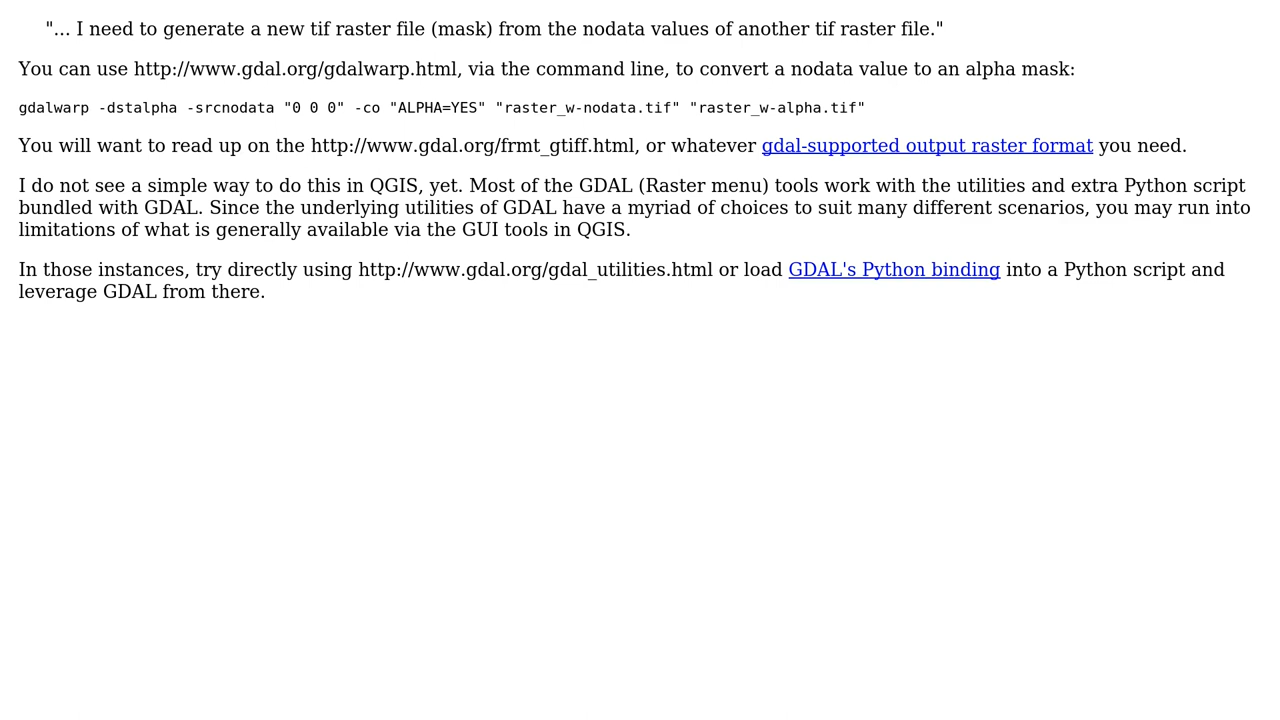 "... I need to generate a new tif raster file (mask) from the nodata values of another tif raster file."
You can use http://www.gdal.org/gdalwarp.html, via the command line, to convert a nodata value to an alpha mask:
gdalwarp -dstalpha -srcnodata "0 0 0" -co "ALPHA=YES" "raster_w-nodata.tif" "raster_w-alpha.tif"
You will want to read up on the http://www.gdal.org/frmt_gtiff.html, or whatever gdal-supported output raster format you need.
I do not see a simple way to do this in QGIS, yet. Most of the GDAL (Raster menu) tools work with the utilities and extra Python script
bundled with GDAL. Since the underlying utilities of GDAL have a myriad of choices to suit many different scenarios, you may run into
limitations of what is generally available via the GUI tools in QGIS.
In those instances, try directly using http://www.gdal.org/gdal_utilities.html or load GDAL's Python binding into a Python script and
leverage GDAL from there.